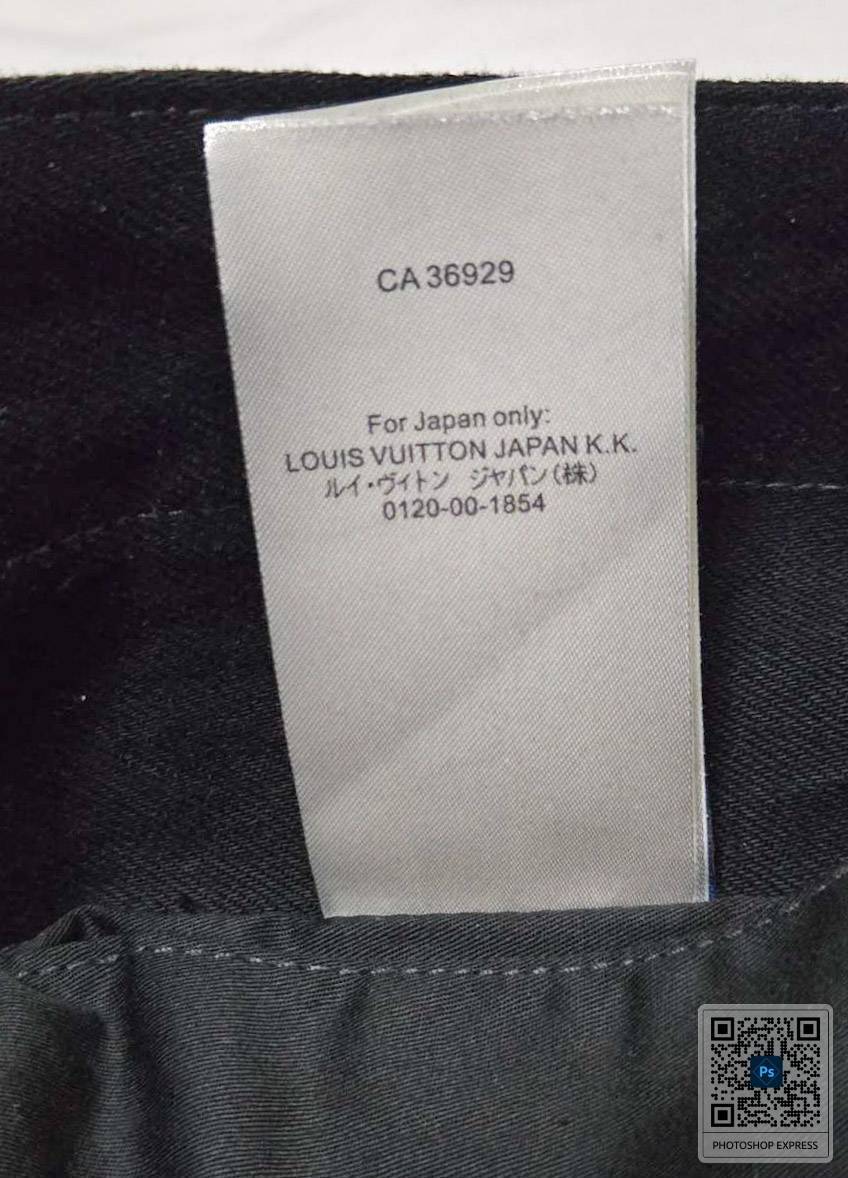 CA 36929
For Japan only:
LOUIS VUITTON JAPAN K.K.
ルイ・ヴィトン　ジャパン(株)
0120-00-1854
Ps
PHOTOSHOP EXPRESS